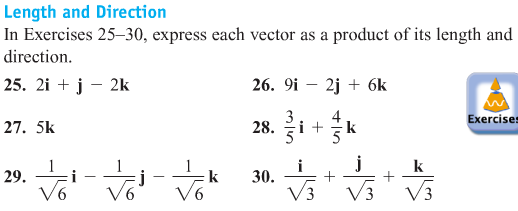 Length and Direction
In Exercises 25–30, express each vector as a product of its length and
direction.
25. 2i + j − 2k
26. 9i − 2j + 6k
27. 5k
28. 3/5 i + 4/5 k
29. 1/√6 i − 1/√6 j − 1/√6 k
30. i/√3 + j/√3 + k/√3
Exercises